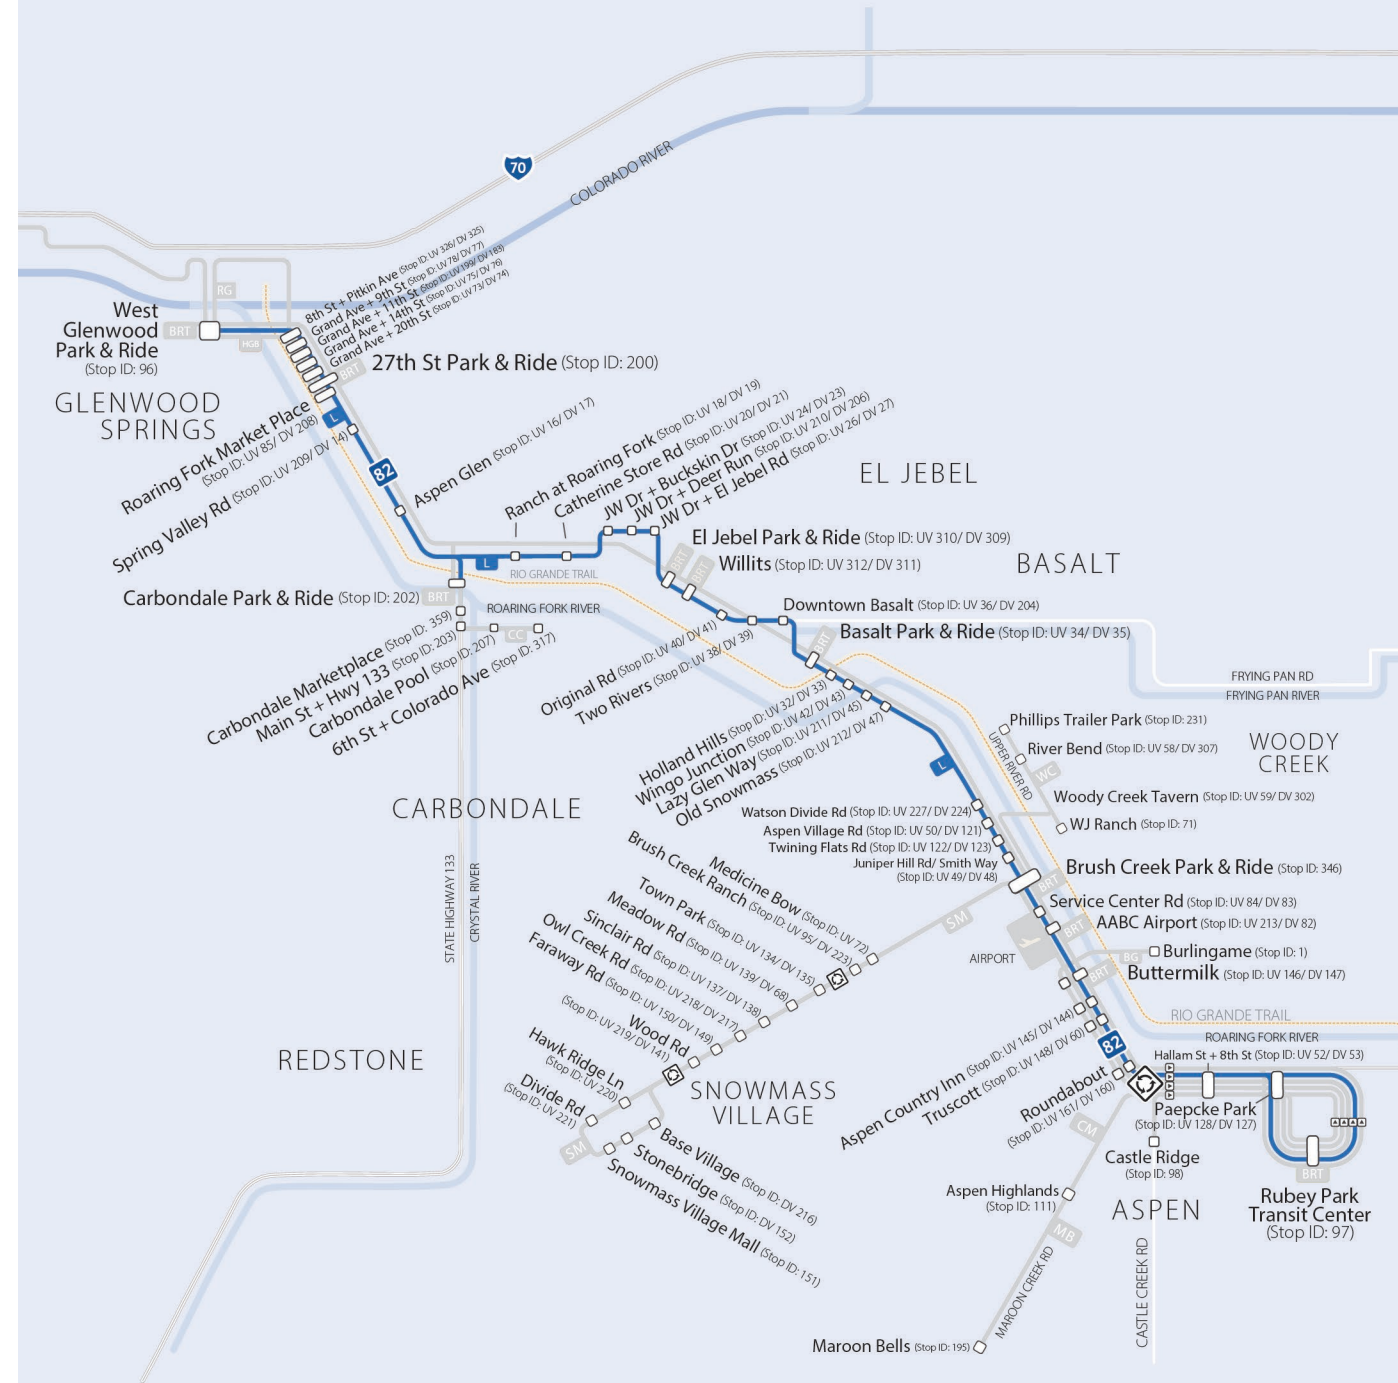 70
COLORADO RIVER
8th St + Pitkin Ave (Stop ID: UV 326/ DV 325)
Grand Ave + 9th St (Stop ID: UV 78/ DV 77)
Grand Ave + 11th St (Stop ID: UV 199/ DV 183)
Grand Ave + 14th St (Stop ID: UV 75/ DV 76)
Grand Ave + 20th St (Stop ID: UV 73/ DV 74)
RG
West
Glenwood
Park & Ride
(Stop ID: 96)
BRT
HGB
BRT
27th St Park & Ride (Stop ID: 200)
GLENWOOD
SPRINGS
Roaring Fork Market Place
(Stop ID: UV 85/ DV 208)
L
Spring Valley Rd (Stop ID: UV 209/ DV 14)
82
Aspen Glen (Stop ID: UV 16/ DV 17)
Ranch at Roaring Fork (Stop ID: UV 18/ DV 19)
Catherine Store Rd (Stop ID: UV 20/ DV 21)
JW Dr + Buckskin Dr (Stop ID: UV 24/ DV 23)
JW Dr + Deer Run (Stop ID: UV 210/ DV 206)
JW Dr + El Jebel Rd (Stop ID: UV 26/ DV 27)
EL JEBEL
El Jebel Park & Ride (Stop ID: UV 310/ DV 309)
BRT
Willits (Stop ID: UV 312/ DV 311)
BRT
BASALT
L
RIO GRANDE TRAIL
Carbondale Park & Ride (Stop ID: 202)
BRT
ROARING FORK RIVER
CC
Carbondale Marketplace (Stop ID: 359)
Main St + Hwy 133 (Stop ID: 203)
Carbondale Pool (Stop ID: 207)
6th St + Colorado Ave (Stop ID: 317)
Downtown Basalt (Stop ID: UV 36/ DV 204)
Basalt Park & Ride (Stop ID: UV 34/ DV 35)
BRT
Original Rd (Stop ID: UV 40/ DV 41)
Two Rivers (Stop ID: UV 38/ DV 39)
FRYING PAN RD
FRYING PAN RIVER
Holland Hills (Stop ID: UV 32/ DV 33)
Wingo Junction (Stop ID: UV 42/ DV 43)
Lazy Glen Way (Stop ID: UV 211/ DV 45)
Old Snowmass (Stop ID: UV 212/ DV 47)
L
Phillips Trailer Park (Stop ID: 231)
River Bend (Stop ID: UV 58/ DV 307)
UPPER RIVER RD
WC
WOODY
CREEK
Woody Creek Tavern (Stop ID: UV 59/ DV 302)
WJ Ranch (Stop ID: 71)
CARBONDALE
Watson Divide Rd (Stop ID: UV 227/ DV 224)
Aspen Village Rd (Stop ID: UV 50/ DV 121)
Twining Flats Rd (Stop ID: UV 122/ DV 123)
Juniper Hill Rd/ Smith Way
(Stop ID: UV 49/ DV 48)
Brush Creek Park & Ride (Stop ID: 346)
BRT
Service Center Rd (Stop ID: UV 84/ DV 83)
AABC Airport (Stop ID: UV 213/ DV 82)
BRT
AIRPORT
BG
Burlingame (Stop ID: 1)
Buttermilk (Stop ID: UV 146/ DV 147)
BRT
SM
Medicine Bow (Stop ID: UV 72)
Brush Creek Ranch (Stop ID: UV 95/ DV 223)
Town Park (Stop ID: UV 134/ DV 135)
Meadow Rd (Stop ID: UV 139/ DV 68)
Sinclair Rd (Stop ID: UV 137/ DV 138)
Owl Creek Rd (Stop ID: UV 218/ DV 217)
Faraway Rd (Stop ID: UV 150/ DV 149)
Wood Rd
(Stop ID: UV 219/ DV 141)
Hawk Ridge Ln
(Stop ID: UV 220)
Divide Rd
(Stop ID: UV 221)
STATE HIGHWAY 133
CRYSTAL RIVER
REDSTONE
SNOWMASS
VILLAGE
SM
Base Village (Stop ID: DV 216)
Stonebridge (Stop ID: DV 152)
Snowmass Village Mall (Stop ID: 151)
RIO GRANDE TRAIL
ROARING FORK RIVER
Aspen Country Inn (Stop ID: UV 145/ DV 144)
Truscott (Stop ID: UV 148/ DV 60)
82
Roundabout
(Stop ID: UV 161/ DV 160)
Hallam St + 8th St (Stop ID: UV 52/ DV 53)
Paepcke Park
(Stop ID: UV 128/ DV 127)
CM
Castle Ridge
(Stop ID: 98)
BRT
Aspen Highlands
(Stop ID: 111)
ASPEN
Rubey Park
Transit Center
(Stop ID: 97)
MB
MAROON CREEK RD
CASTLE CREEK RD
Maroon Bells (Stop ID: 195)